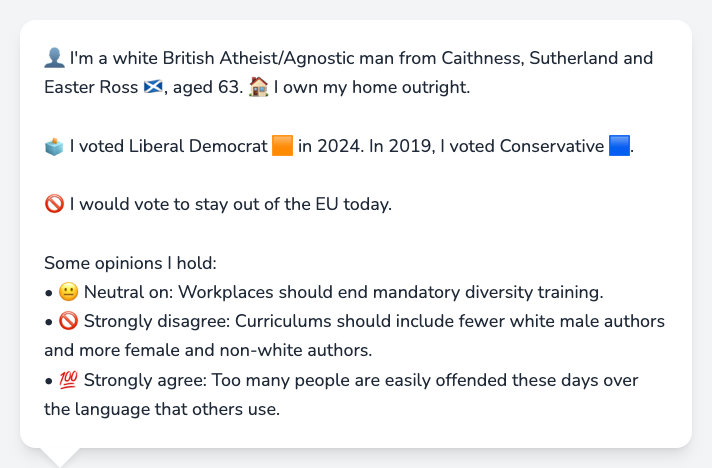 👤 I'm a white British Atheist/Agnostic man from Caithness, Sutherland and
Easter Ross 🏴󠁧󠁢󠁳󠁣󠁴󠁿, aged 63. 🏠 I own my home outright.
🗳️ I voted Liberal Democrat 🟧 in 2024. In 2019, I voted Conservative 🟦.
🚫 I would vote to stay out of the EU today.
Some opinions I hold:
• 😐 Neutral on: Workplaces should end mandatory diversity training.
• 🚫 Strongly disagree: Curriculums should include fewer white male authors
and more female and non-white authors.
• 💯 Strongly agree: Too many people are easily offended these days over
the language that others use.